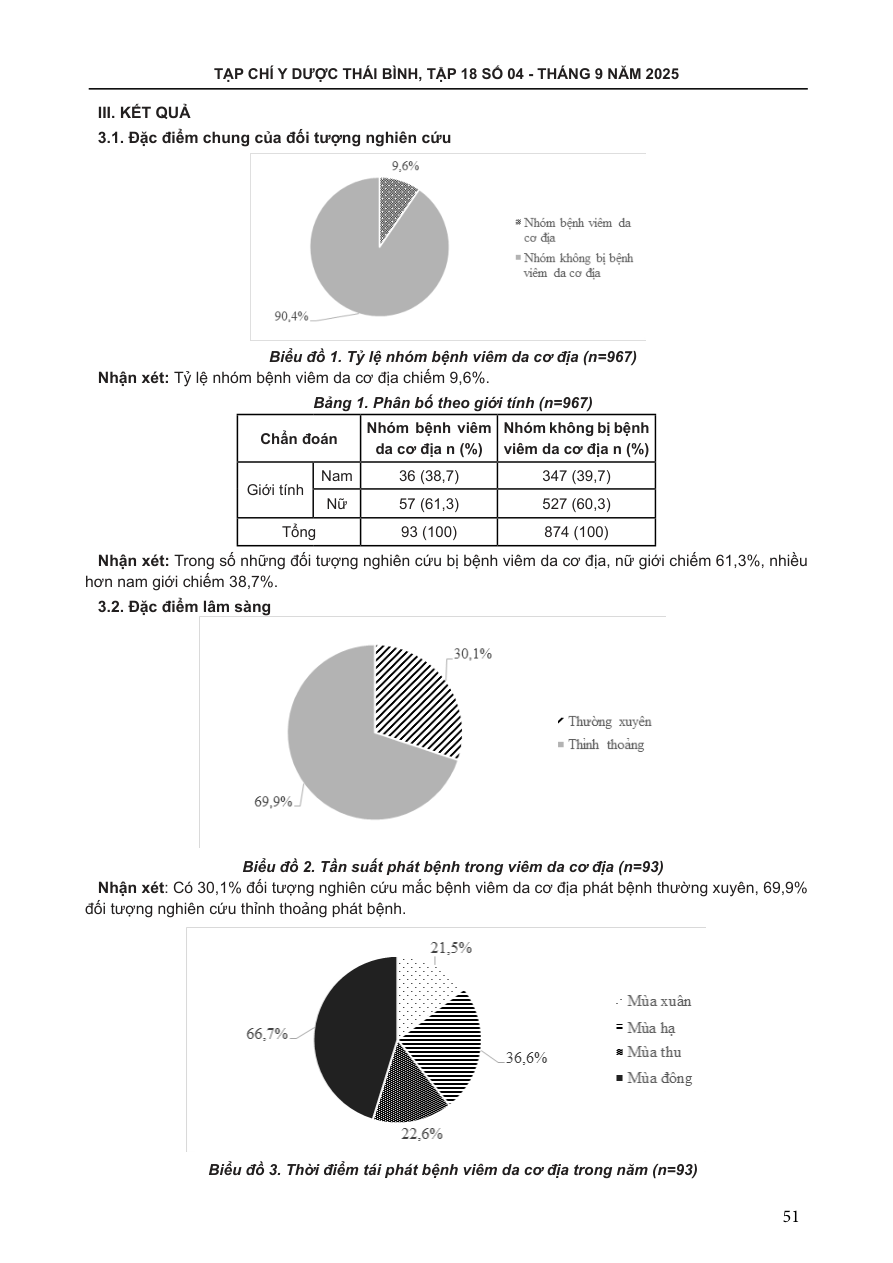 TẠP CHÍ Y DƯỢC THÁI BÌNH, TẬP 18 SỐ 04 - THÁNG 9 NĂM 2025
III. KẾT QUẢ
3.1. Đặc điểm chung của đối tượng nghiên cứu
9,6%
Nhóm bệnh viêm da
cơ địa
Nhóm không bị bệnh
viêm da cơ địa
90,4%
Biểu đồ 1. Tỷ lệ nhóm bệnh viêm da cơ địa (n=967)
Nhận xét: Tỷ lệ nhóm bệnh viêm da cơ địa chiếm 9,6%.
Bảng 1. Phân bố theo giới tính (n=967)
Chẩn đoán
Nhóm bệnh viêm
da cơ địa n (%)
Nhóm không bị bệnh
viêm da cơ địa n (%)
Giới tính
Nam 36 (38,7) 347 (39,7)
Nữ 57 (61,3) 527 (60,3)
Tổng 93 (100) 874 (100)
Nhận xét: Trong số những đối tượng nghiên cứu bị bệnh viêm da cơ địa, nữ giới chiếm 61,3%, nhiều
hơn nam giới chiếm 38,7%.
3.2. Đặc điểm lâm sàng
30,1%
Thường xuyên
Thỉnh thoảng
69,9%
Biểu đồ 2. Tần suất phát bệnh trong viêm da cơ địa (n=93)
Nhận xét: Có 30,1% đối tượng nghiên cứu mắc bệnh viêm da cơ địa phát bệnh thường xuyên, 69,9%
đối tượng nghiên cứu thỉnh thoảng phát bệnh.
21,5%
Mùa xuân
Mùa hạ
Mùa thu
Mùa đông
66,7%
36,6%
22,6%
Biểu đồ 3. Thời điểm tái phát bệnh viêm da cơ địa trong năm (n=93)
51